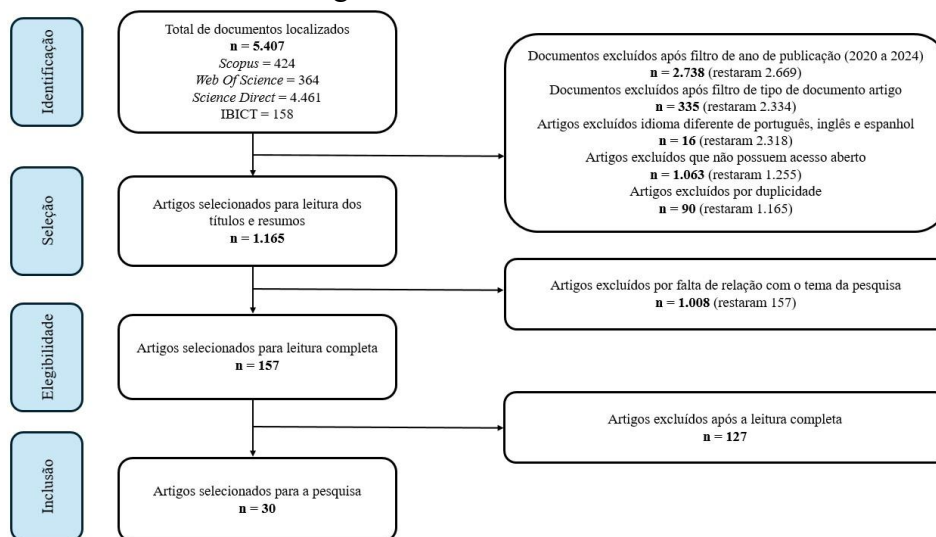 Identificação
Total de documentos localizados
n = 5.407
Scopus = 424
Web Of Science = 364
Science Direct = 4.461
IBICT = 158
Documentos excluídos após filtro de ano de publicação (2020 a 2024)
n = 2.738 (restaram 2.669)
Documentos excluídos após filtro de tipo de documento artigo
n = 335 (restaram 2.334)
Artigos excluídos idioma diferente de português, inglês e espanhol
n = 16 (restaram 2.318)
Artigos excluídos que não possuem acesso aberto
n = 1.063 (restaram 1.255)
Artigos excluídos por duplicidade
n = 90 (restaram 1.165)
Seleção
Artigos selecionados para leitura dos
títulos e resumos
n = 1.165
Artigos excluídos por falta de relação com o tema da pesquisa
n = 1.008 (restaram 157)
Elegibilidade
Artigos selecionados para leitura completa
n = 157
Artigos excluídos após a leitura completa
n = 127
Inclusão
Artigos selecionados para a pesquisa
n = 30